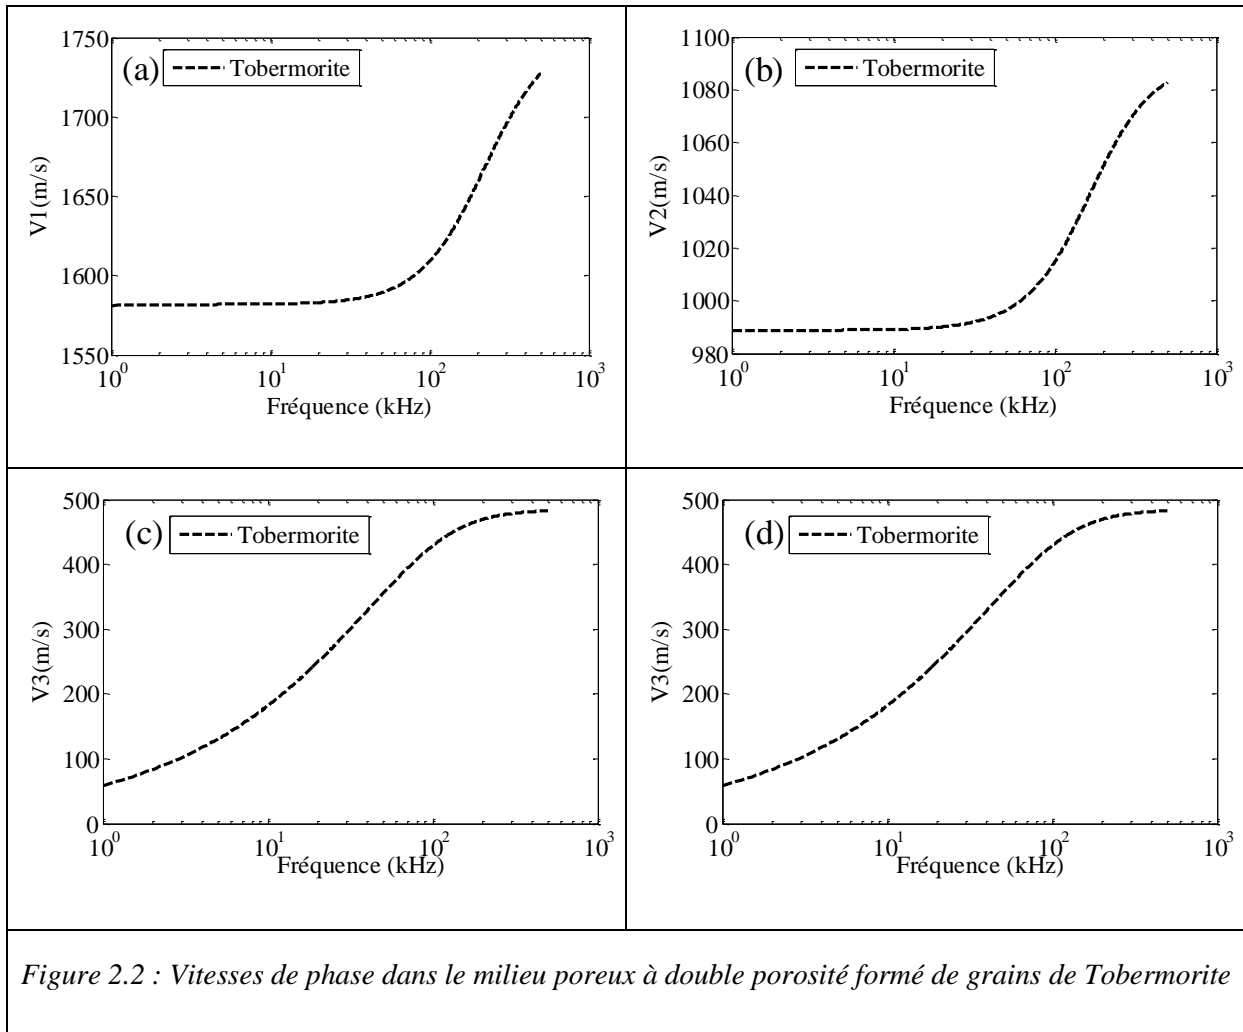 (a)
Tobermorite
1750
1700
1650
1600
1550
V1(m/s)
10^0 10^1 10^2 10^3
Fréquence (kHz)
(b)
Tobermorite
1100
1080
1060
1040
1020
1000
980
V2(m/s)
10^0 10^1 10^2 10^3
Fréquence (kHz)
(c)
Tobermorite
500
400
300
200
100
0
V3(m/s)
10^0 10^1 10^2 10^3
Fréquence (kHz)
(d)
Tobermorite
500
400
300
200
100
0
V3(m/s)
10^0 10^1 10^2 10^3
Fréquence (kHz)
Figure 2.2 : Vitesses de phase dans le milieu poreux à double porosité formé de grains de Tobermorite